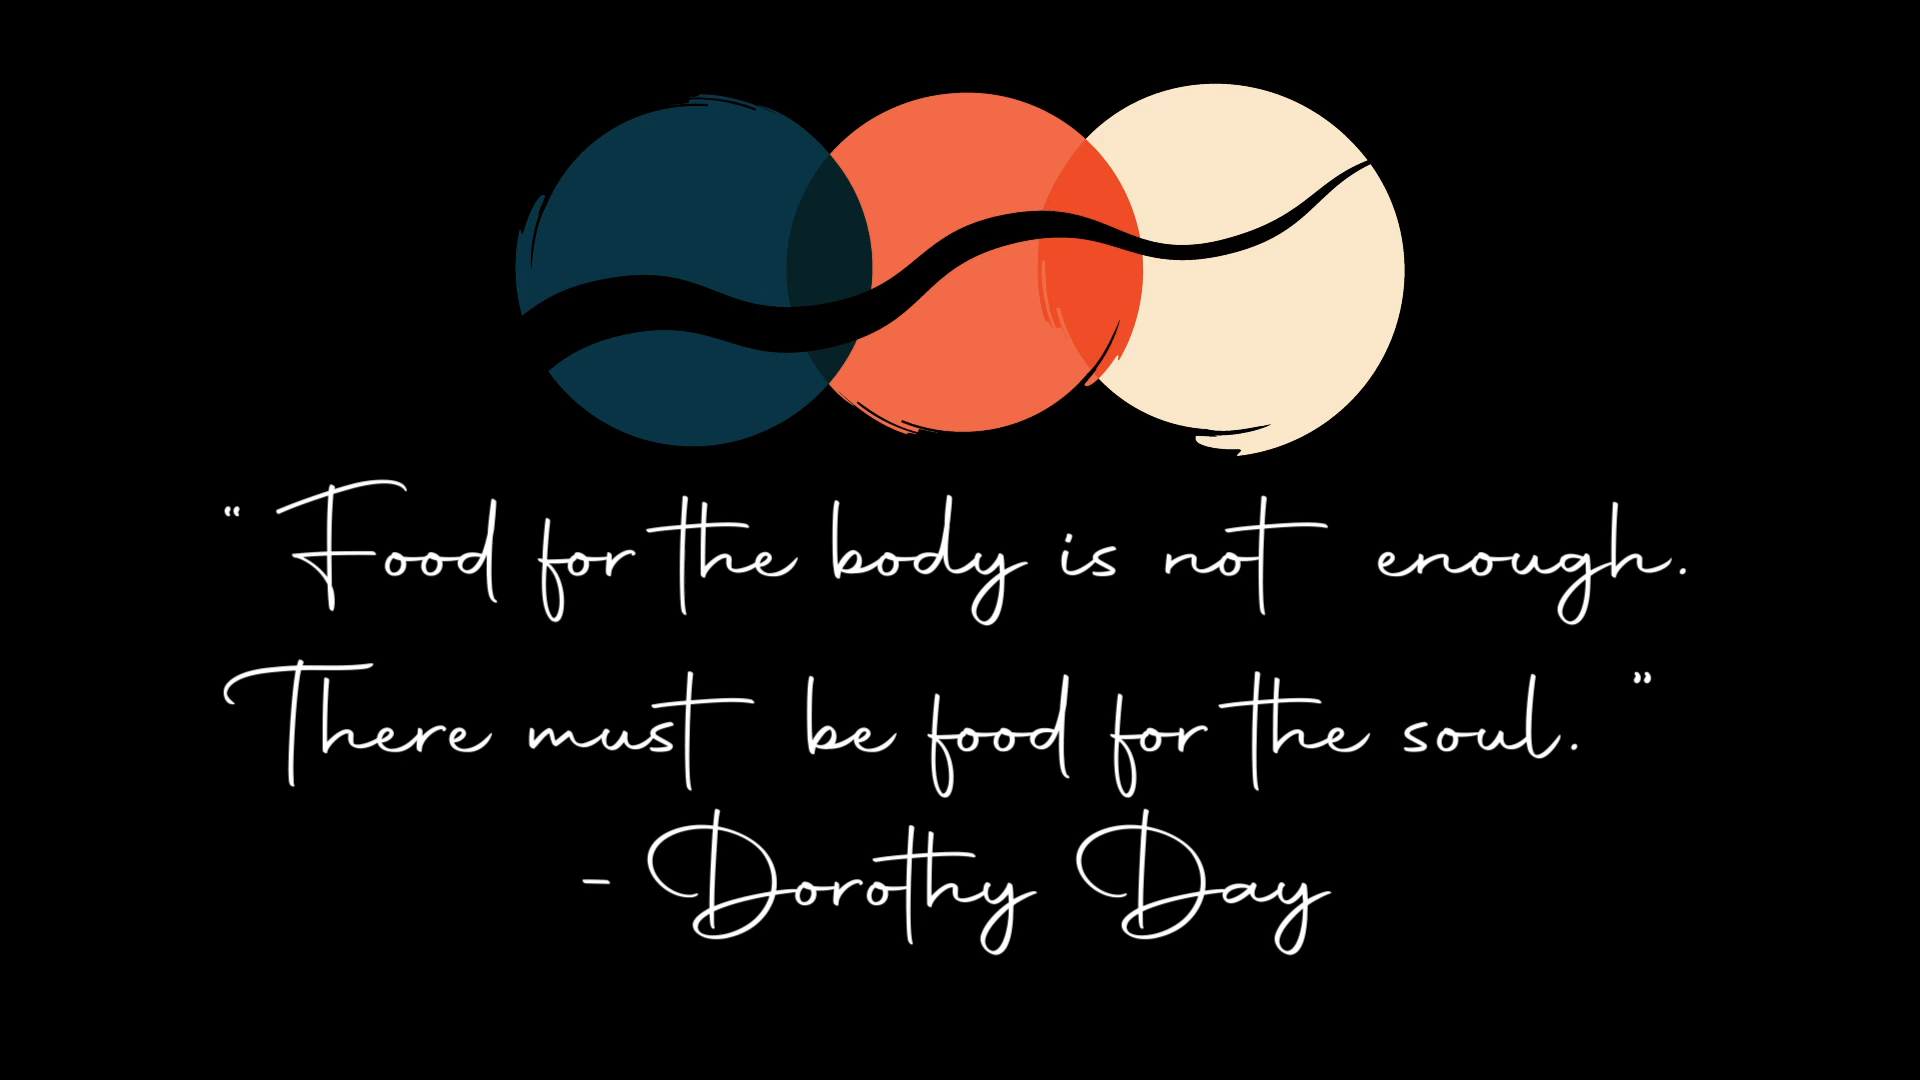 “ Food for the body is not enough.
There must be food for the soul. ”
- Dorothy Day